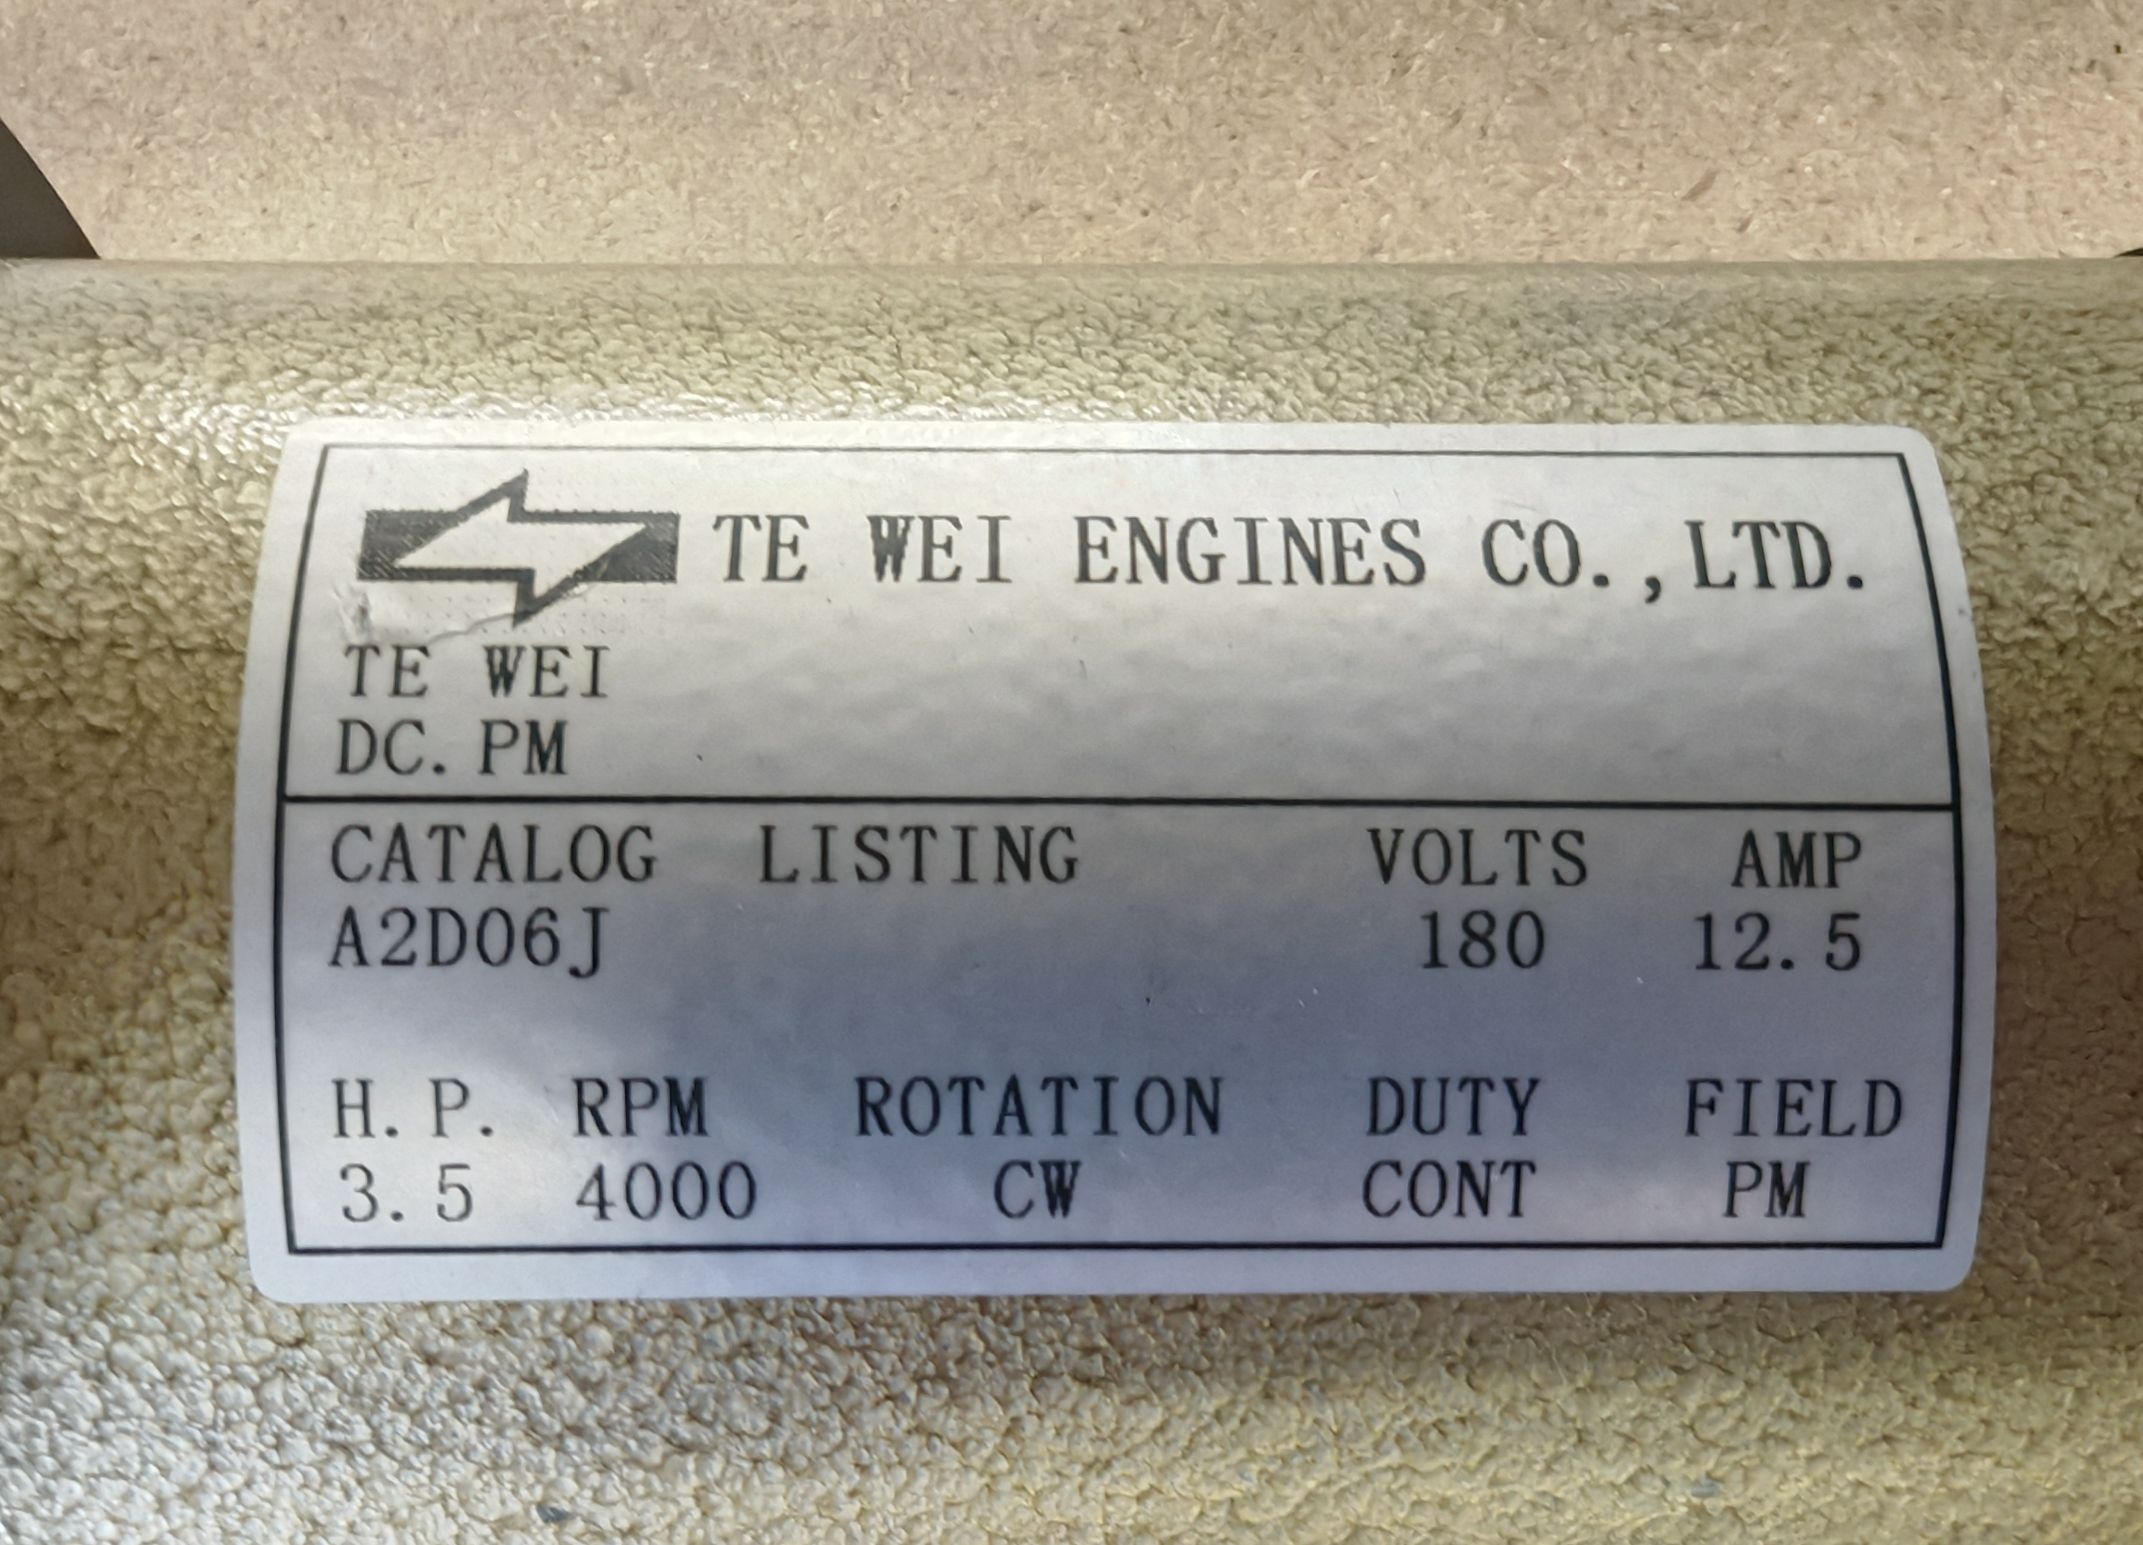 TE WEI ENGINES CO.,LTD.
TE WEI
DC.PM
CATALOG LISTING VOLTS AMP
A2D06J 180 12.5
H.P. RPM ROTATION DUTY FIELD
3.5 4000 CW CONT PM